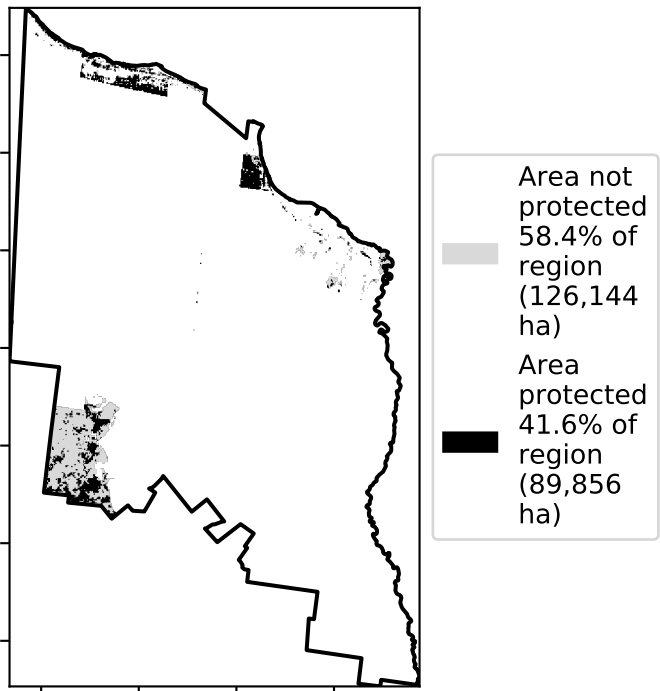 Area not
protected
58.4% of
region
(126,144
ha)
Area
protected
41.6% of
region
(89,856
ha)